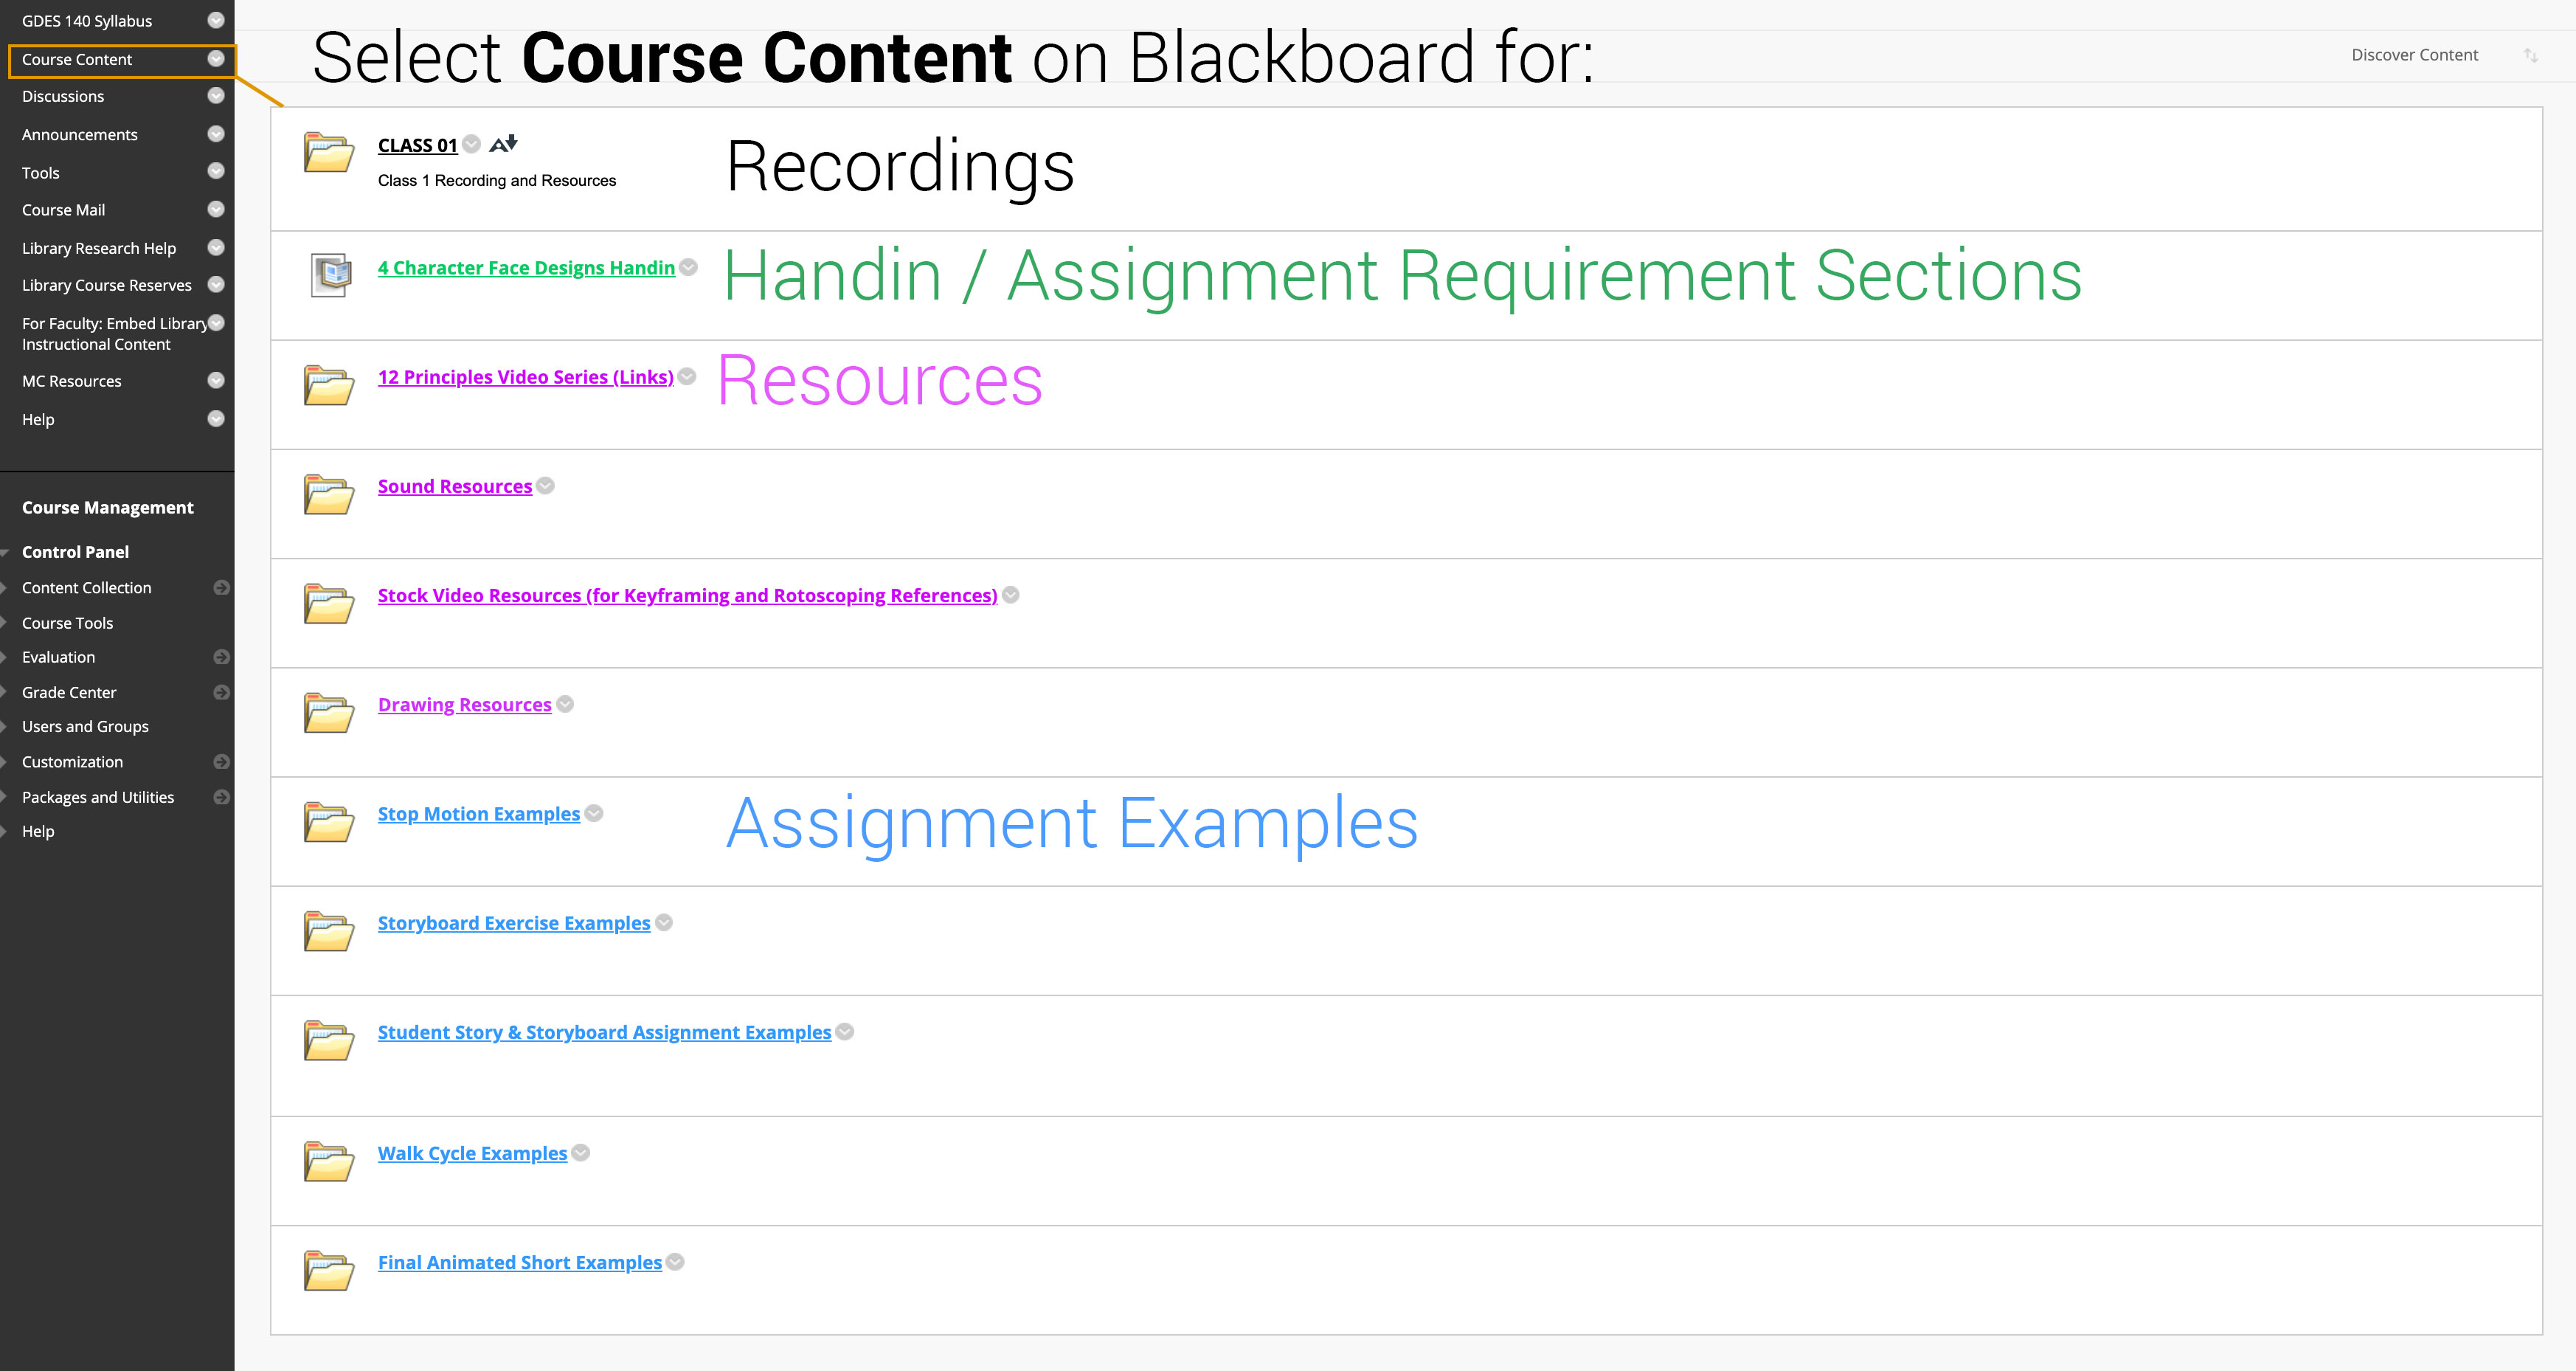 GDES 140 Syllabus
Course Content
Discussions
Announcements
Tools
Course Mail
Library Research Help
Library Course Reserves
For Faculty: Embed Library
Instructional Content
MC Resources
Help
Course Management
Control Panel
Content Collection
Course Tools
Evaluation
Grade Center
Users and Groups
Customization
Packages and Utilities
Help
Select Course Content on Blackboard for:
Discover Content
CLASS 01
Class 1 Recording and Resources
Recordings
4 Character Face Designs Handin
Handin / Assignment Requirement Sections
12 Principles Video Series (Links)
Resources
Sound Resources
Stock Video Resources (for Keyframing and Rotoscoping References)
Drawing Resources
Stop Motion Examples
Assignment Examples
Storyboard Exercise Examples
Student Story & Storyboard Assignment Examples
Walk Cycle Examples
Final Animated Short Examples